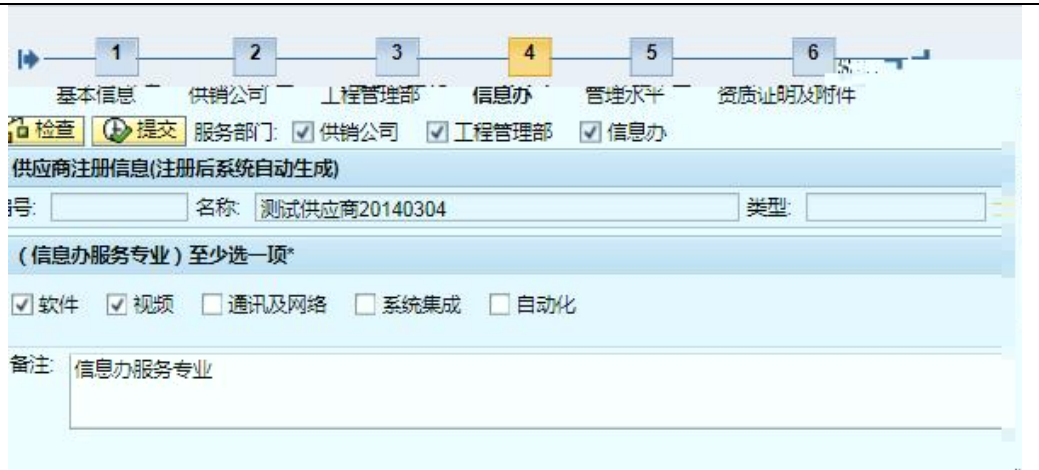 1 2 3 4 5 6
基本信息 供销公司 工程管理部 信息办 管理水平 资质证明及附件
检查 提交 服务部门: 供销公司 工程管理部 信息办
供应商注册信息(注册后系统自动生成)
号: 名称: 测试供应商20140304 类型:
(信息办服务专业)至少选一项*
软件 视频 通讯及网络 系统集成 自动化
备注: 信息办服务专业